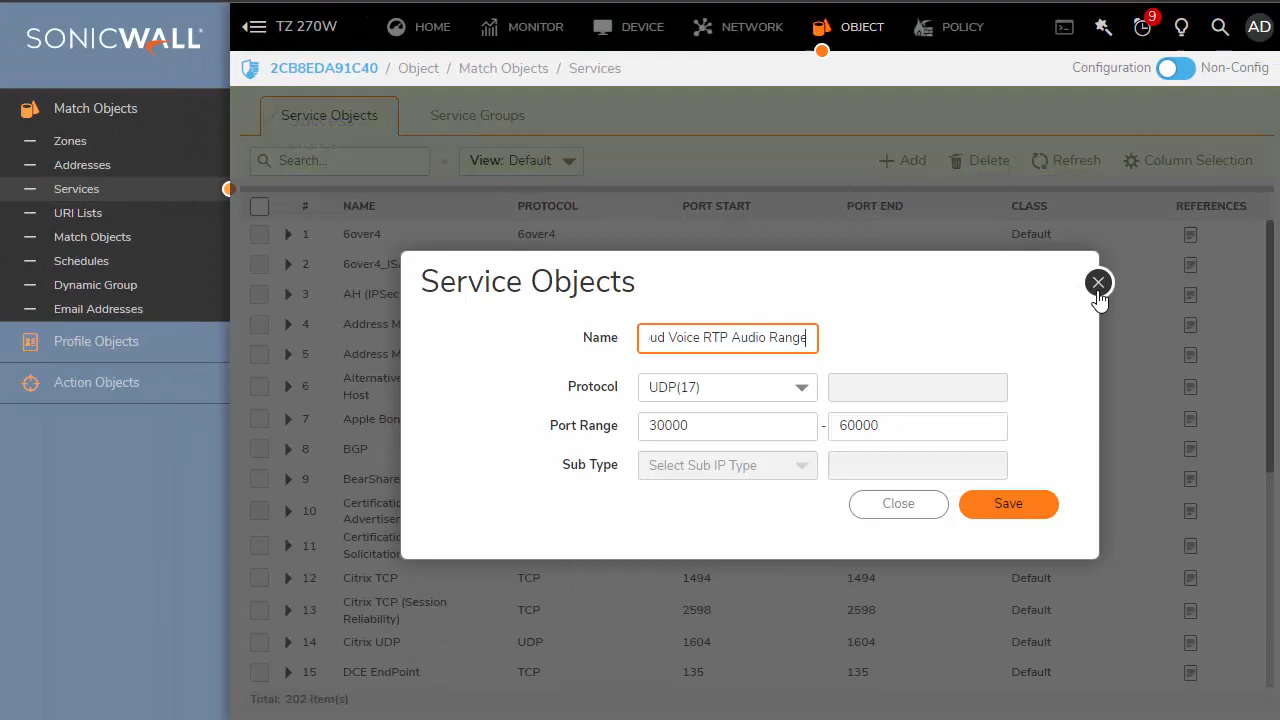 SONICWALL
TZ 270W
HOME
MONITOR
DEVICE
NETWORK
OBJECT
POLICY
9
AD
2CB8EDA91C40 / Object / Match Objects / Services
Configuration
Non-Config
Match Objects
Zones
Addresses
Services
URI Lists
Match Objects
Schedules
Dynamic Group
Email Addresses
Profile Objects
Action Objects
Service Objects
Service Groups
Search...
View: Default
Add
Delete
Refresh
Column Selection
# NAME PROTOCOL PORT START PORT END CLASS REFERENCES
1 6over4 6over4 Default
2 6over4_IS
3 AH (IPSec
4 Address M
5 Address M
6 Alternative
Host
7 Apple Bon
8 BGP
9 BearShare
10 Certification
Advertiser
11 Certification
Solicitation
12 Citrix TCP TCP 1494 1494 Default
13 Citrix TCP (Session
Reliability) TCP 2598 2598 Default
14 Citrix UDP UDP 1604 1604 Default
15 DCE EndPoint TCP 135 135 Default
Total: 202 item(s)
Service Objects
Name
oud Voice RTP Audio Range
Protocol
UDP(17)
Port Range
30000 - 60000
Sub Type
Select Sub IP Type
Close
Save